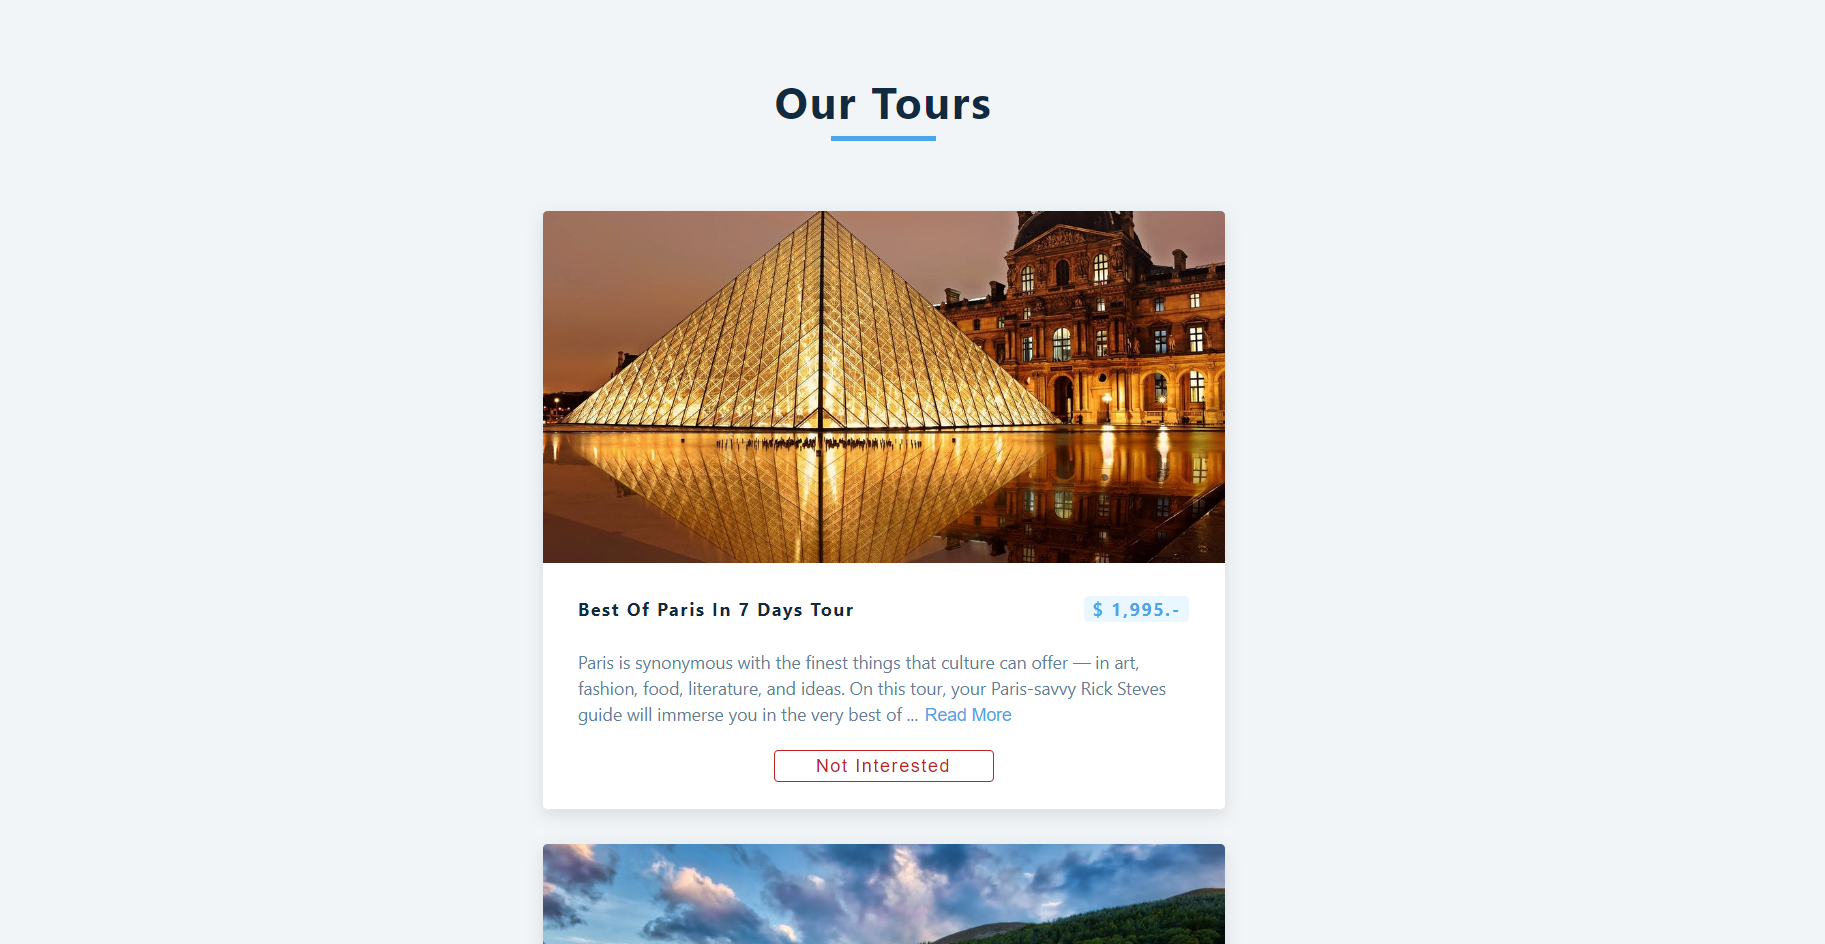 Our Tours
Best Of Paris In 7 Days Tour
$ 1,995.-
Paris is synonymous with the finest things that culture can offer — in art,
fashion, food, literature, and ideas. On this tour, your Paris-savvy Rick Steves
guide will immerse you in the very best of ... Read More
Not Interested